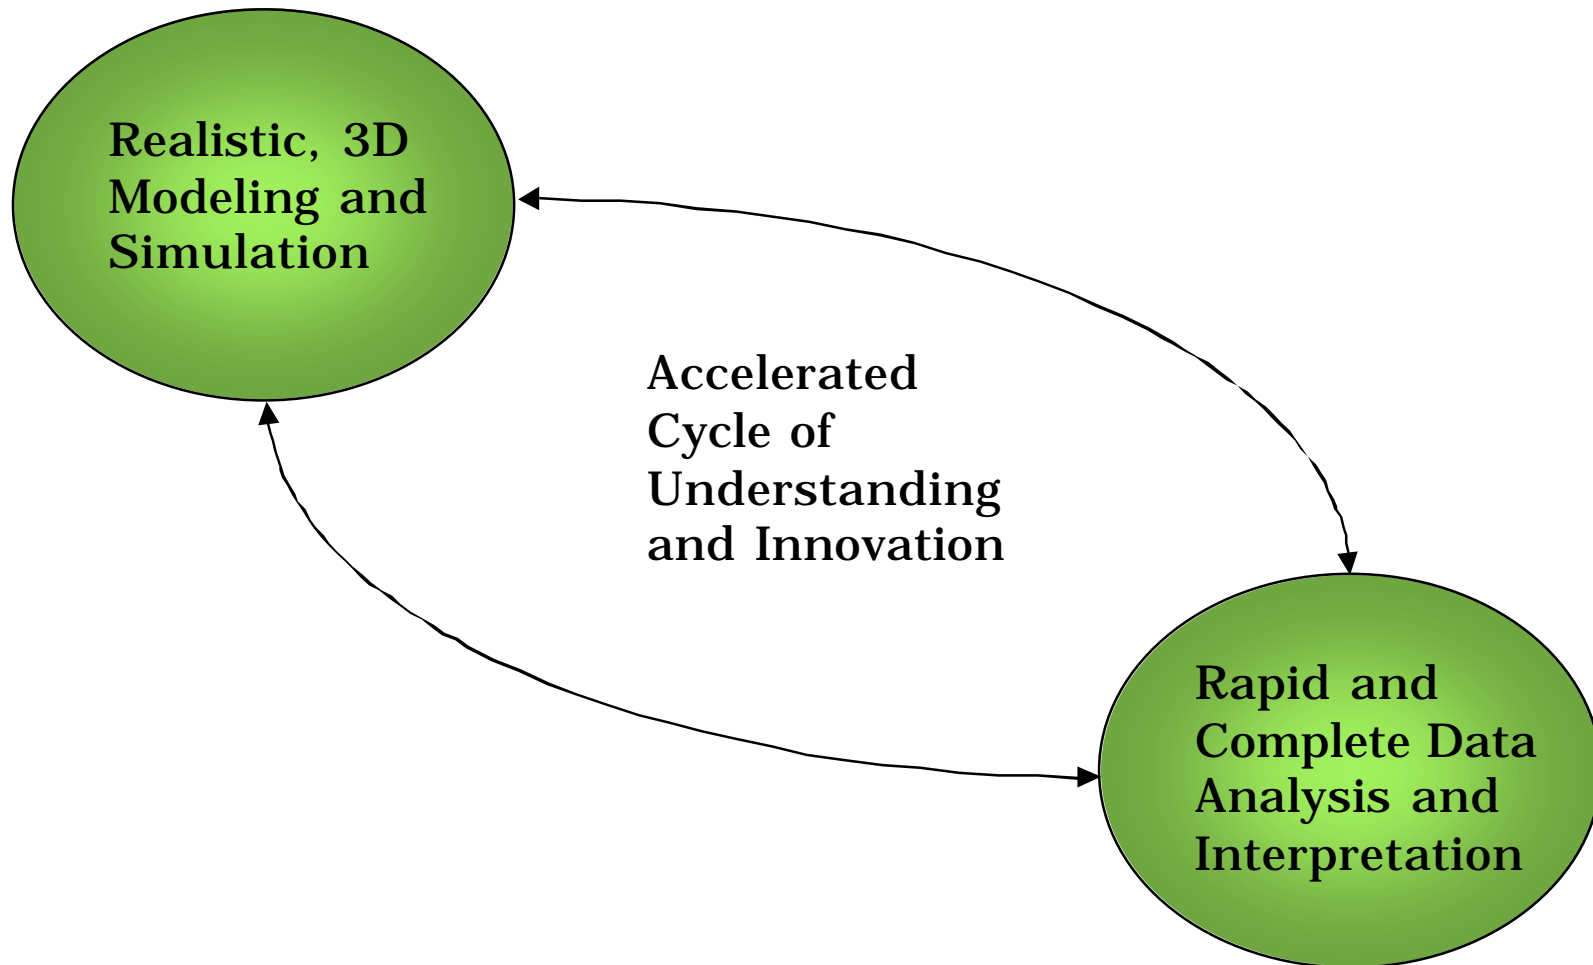 Realistic, 3D
Modeling and
Simulation
Accelerated
Cycle of
Understanding
and Innovation
Rapid and
Complete Data
Analysis and
Interpretation